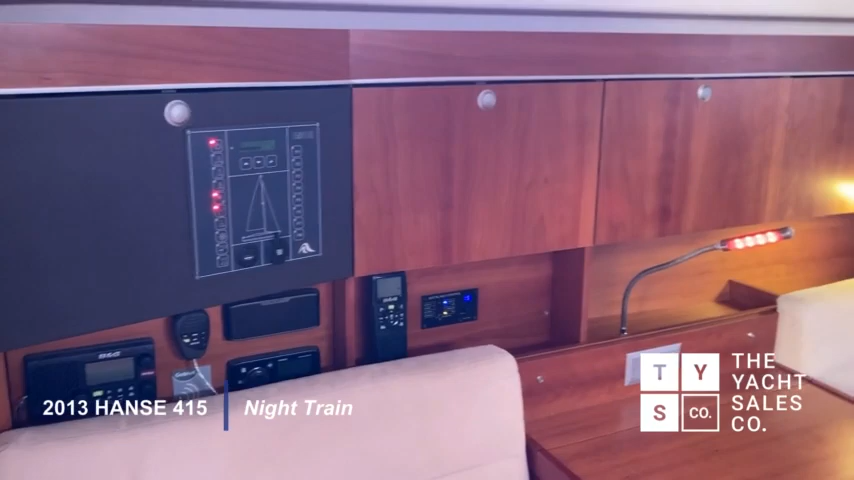 B&G
2013 HANSE 415
Night Train
T Y
S CO.
THE
YACHT
SALES
CO.